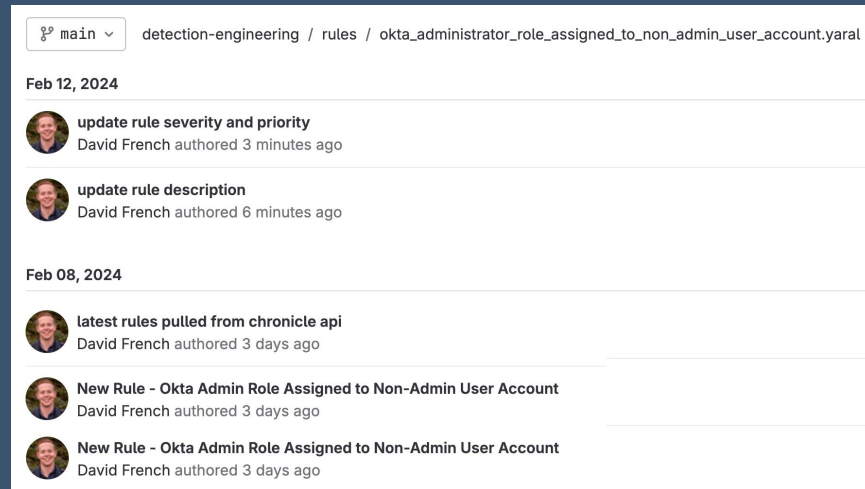 main
detection-engineering / rules / okta_administrator_role_assigned_to_non_admin_user_account.yaral
Feb 12, 2024
update rule severity and priority
David French authored 3 minutes ago
update rule description
David French authored 6 minutes ago
Feb 08, 2024
latest rules pulled from chronicle api
David French authored 3 days ago
New Rule - Okta Admin Role Assigned to Non-Admin User Account
David French authored 3 days ago
New Rule - Okta Admin Role Assigned to Non-Admin User Account
David French authored 3 days ago